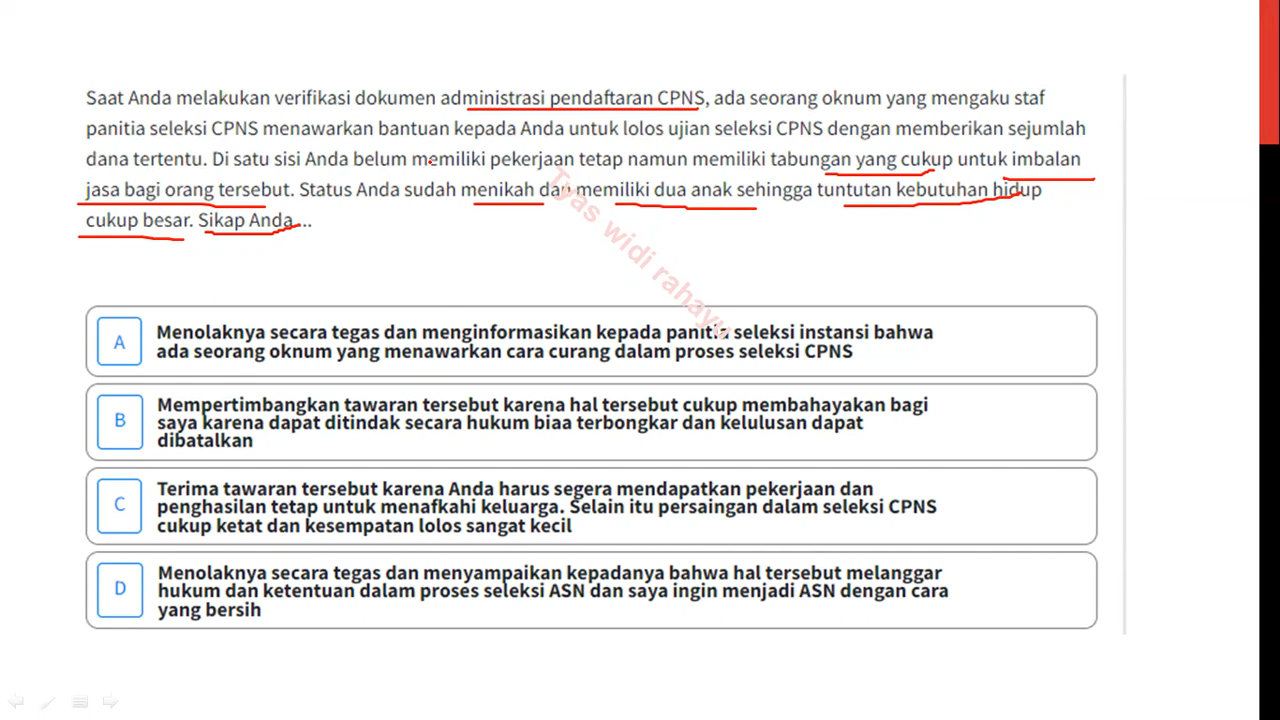 Saat Anda melakukan verifikasi dokumen administrasi pendaftaran CPNS, ada seorang oknum yang mengaku staf
panitia seleksi CPNS menawarkan bantuan kepada Anda untuk lolos ujian seleksi CPNS dengan memberikan sejumlah
dana tertentu. Di satu sisi Anda belum memiliki pekerjaan tetap namun memiliki tabungan yang cukup untuk imbalan
jasa bagi orang tersebut. Status Anda sudah menikah dan memiliki dua anak sehingga tuntutan kebutuhan hidup
cukup besar. Sikap Anda...
Tyas widi rahayu
A
Menolaknya secara tegas dan menginformasikan kepada panitia seleksi instansi bahwa
ada seorang oknum yang menawarkan cara curang dalam proses seleksi CPNS
B
Mempertimbangkan tawaran tersebut karena hal tersebut cukup membahayakan bagi
saya karena dapat ditindak secara hukum biaa terbongkar dan kelulusan dapat
dibatalkan
C
Terima tawaran tersebut karena Anda harus segera mendapatkan pekerjaan dan
penghasilan tetap untuk menafkahi keluarga. Selain itu persaingan dalam seleksi CPNS
cukup ketat dan kesempatan lolos sangat kecil
D
Menolaknya secara tegas dan menyampaikan kepadanya bahwa hal tersebut melanggar
hukum dan ketentuan dalam proses seleksi ASN dan saya ingin menjadi ASN dengan cara
yang bersih